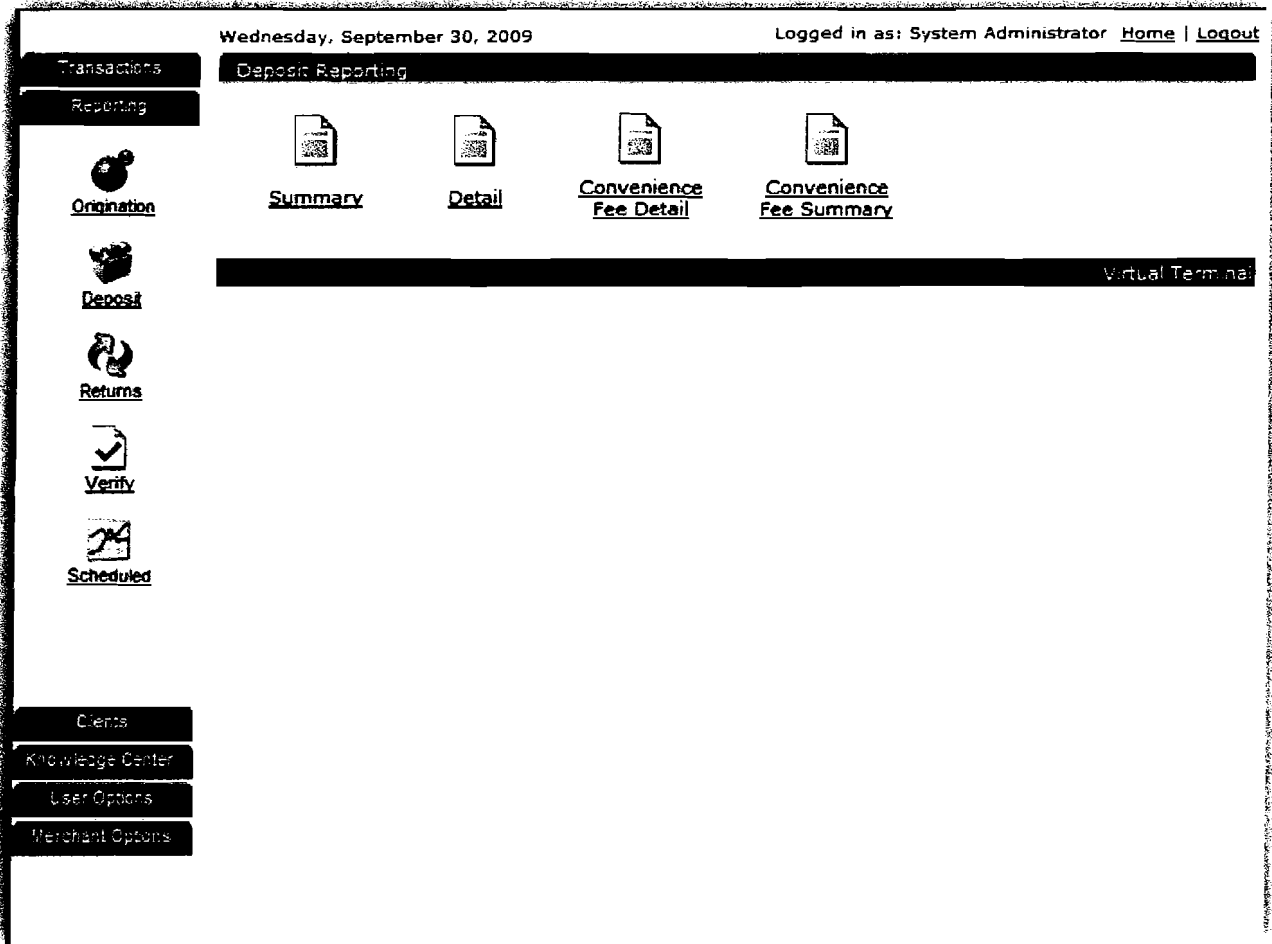 Wednesday, September 30, 2009
Logged in as: System Administrator Home | Logout
Transactions
Reporting
Origination
Deposit
Returns
Verify
Scheduled
Clients
Knowledge Center
User Options
Merchant Options
Deposit Reporting
Summary
Detail
Convenience
Fee Detail
Convenience
Fee Summary
Virtual Terminal